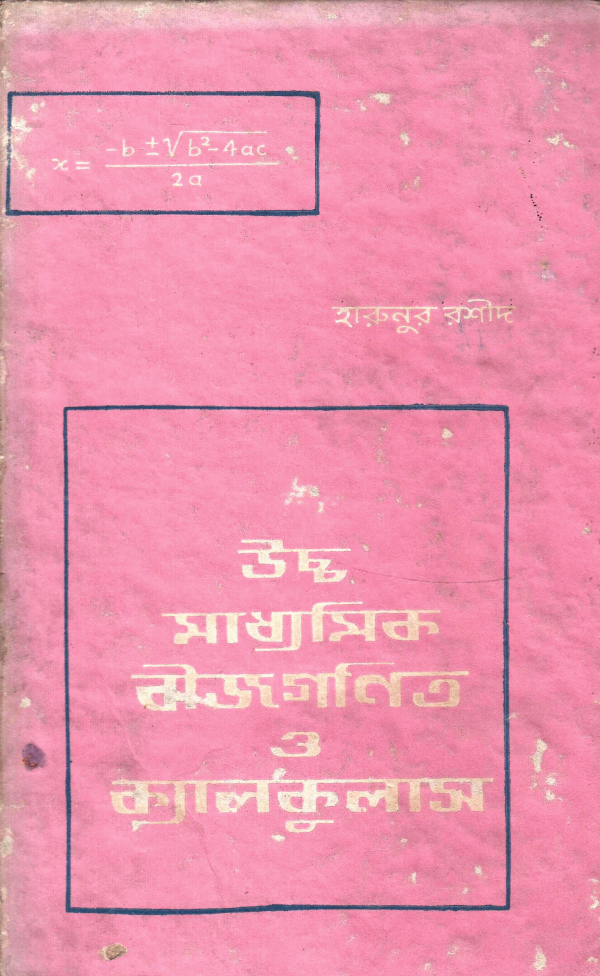 x = -b ± √b² - 4ac / 2a
হারুনুর রশীদ
উচ্চ
মাধ্যমিক
বীজগণিত
ও
ক্যালকুলাস